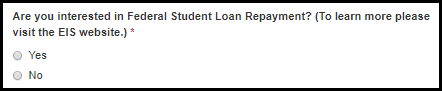 Are you interested in Federal Student Loan Repayment? (To learn more please
visit the EIS website.) *
Yes
No